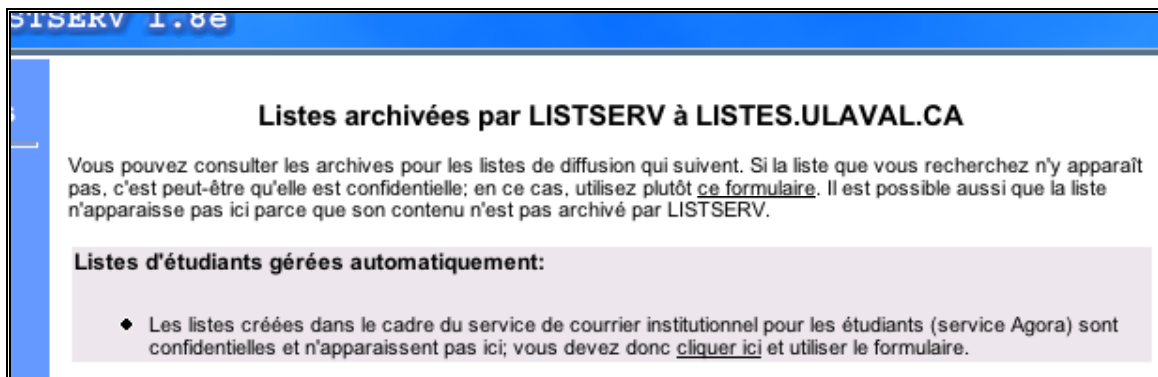 STSERV 1.8e
s
Listes archivées par LISTSERV à LISTES.ULAVAL.CA
Vous pouvez consulter les archives pour les listes de diffusion qui suivent. Si la liste que vous recherchez n'y apparaît
pas, c'est peut-être qu'elle est confidentielle; en ce cas, utilisez plutôt ce formulaire. Il est possible aussi que la liste
n'apparaisse pas ici parce que son contenu n'est pas archivé par LISTSERV.
Listes d'étudiants gérées automatiquement:
Les listes créées dans le cadre du service de courrier institutionnel pour les étudiants (service Agora) sont
confidentielles et n'apparaissent pas ici; vous devez donc cliquer ici et utiliser le formulaire.